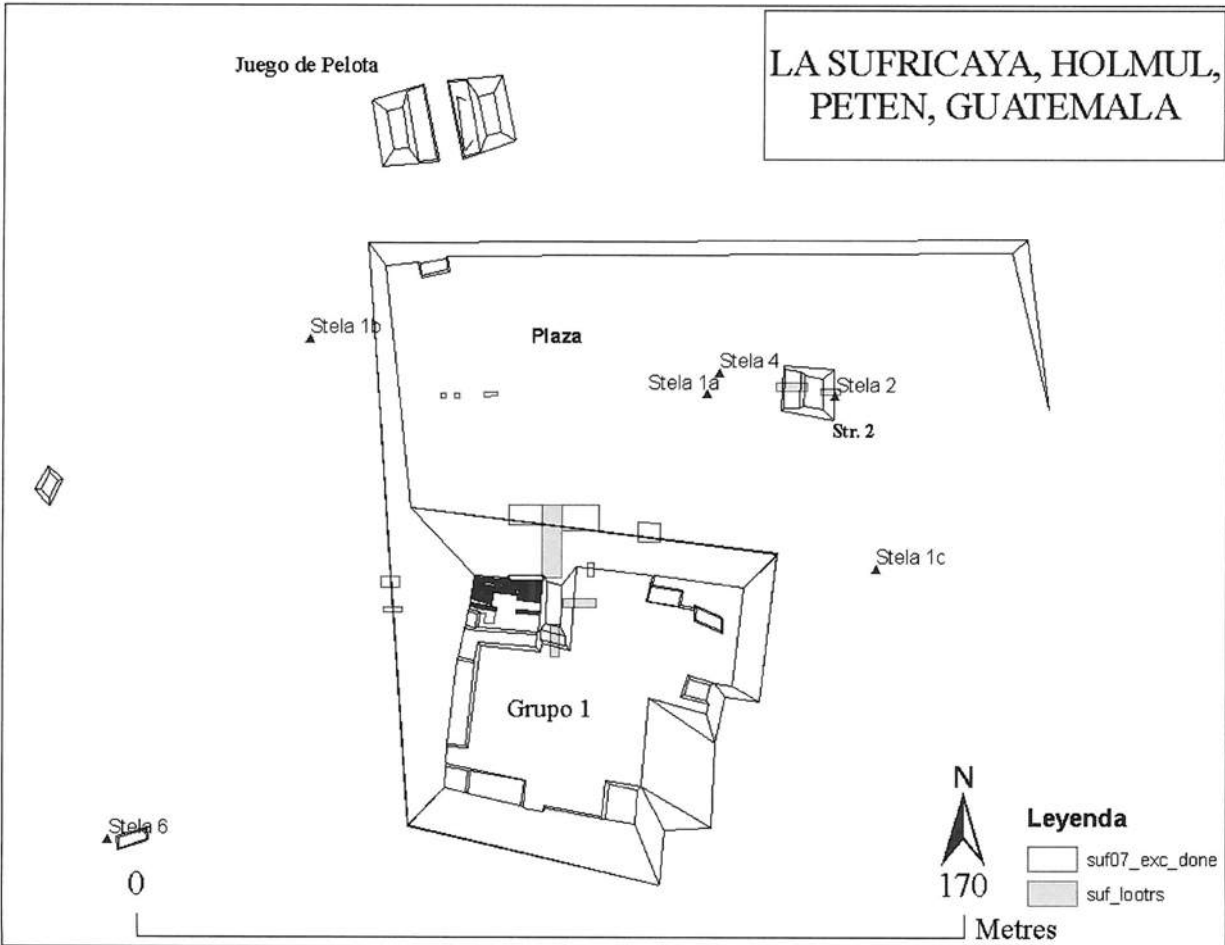 LA SUFRICAYA, HOLMUL,
PETEN, GUATEMALA
Juego de Pelota
Stela 1b
Plaza
Stela 4
Stela 1a
Stela 2
Str. 2
Stela 1c
Grupo 1
Stela 6
N
Leyenda
suf07_exc_done
suf_lootrs
0
170
Metres